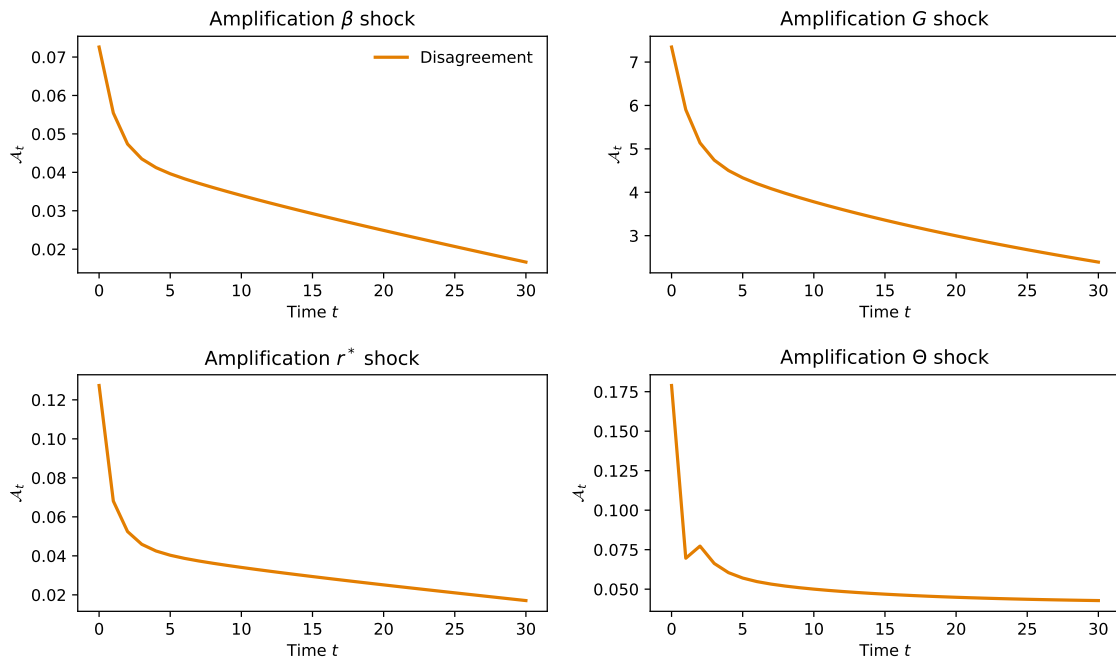 Amplification β shock
0.07
0.06
0.05
0.04
0.03
0.02
𝒜t
Disagreement
0 5 10 15 20 25 30
Time t
Amplification G shock
7
6
5
4
3
𝒜t
0 5 10 15 20 25 30
Time t
Amplification r* shock
0.12
0.10
0.08
0.06
0.04
0.02
𝒜t
0 5 10 15 20 25 30
Time t
Amplification Θ shock
0.175
0.150
0.125
0.100
0.075
0.050
𝒜t
0 5 10 15 20 25 30
Time t